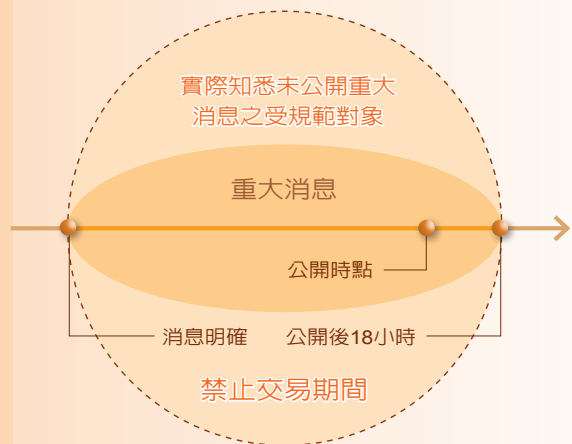 實際知悉未公開重大
消息之受規範對象
重大消息
公開時點
消息明確
公開後18小時
禁止交易期間